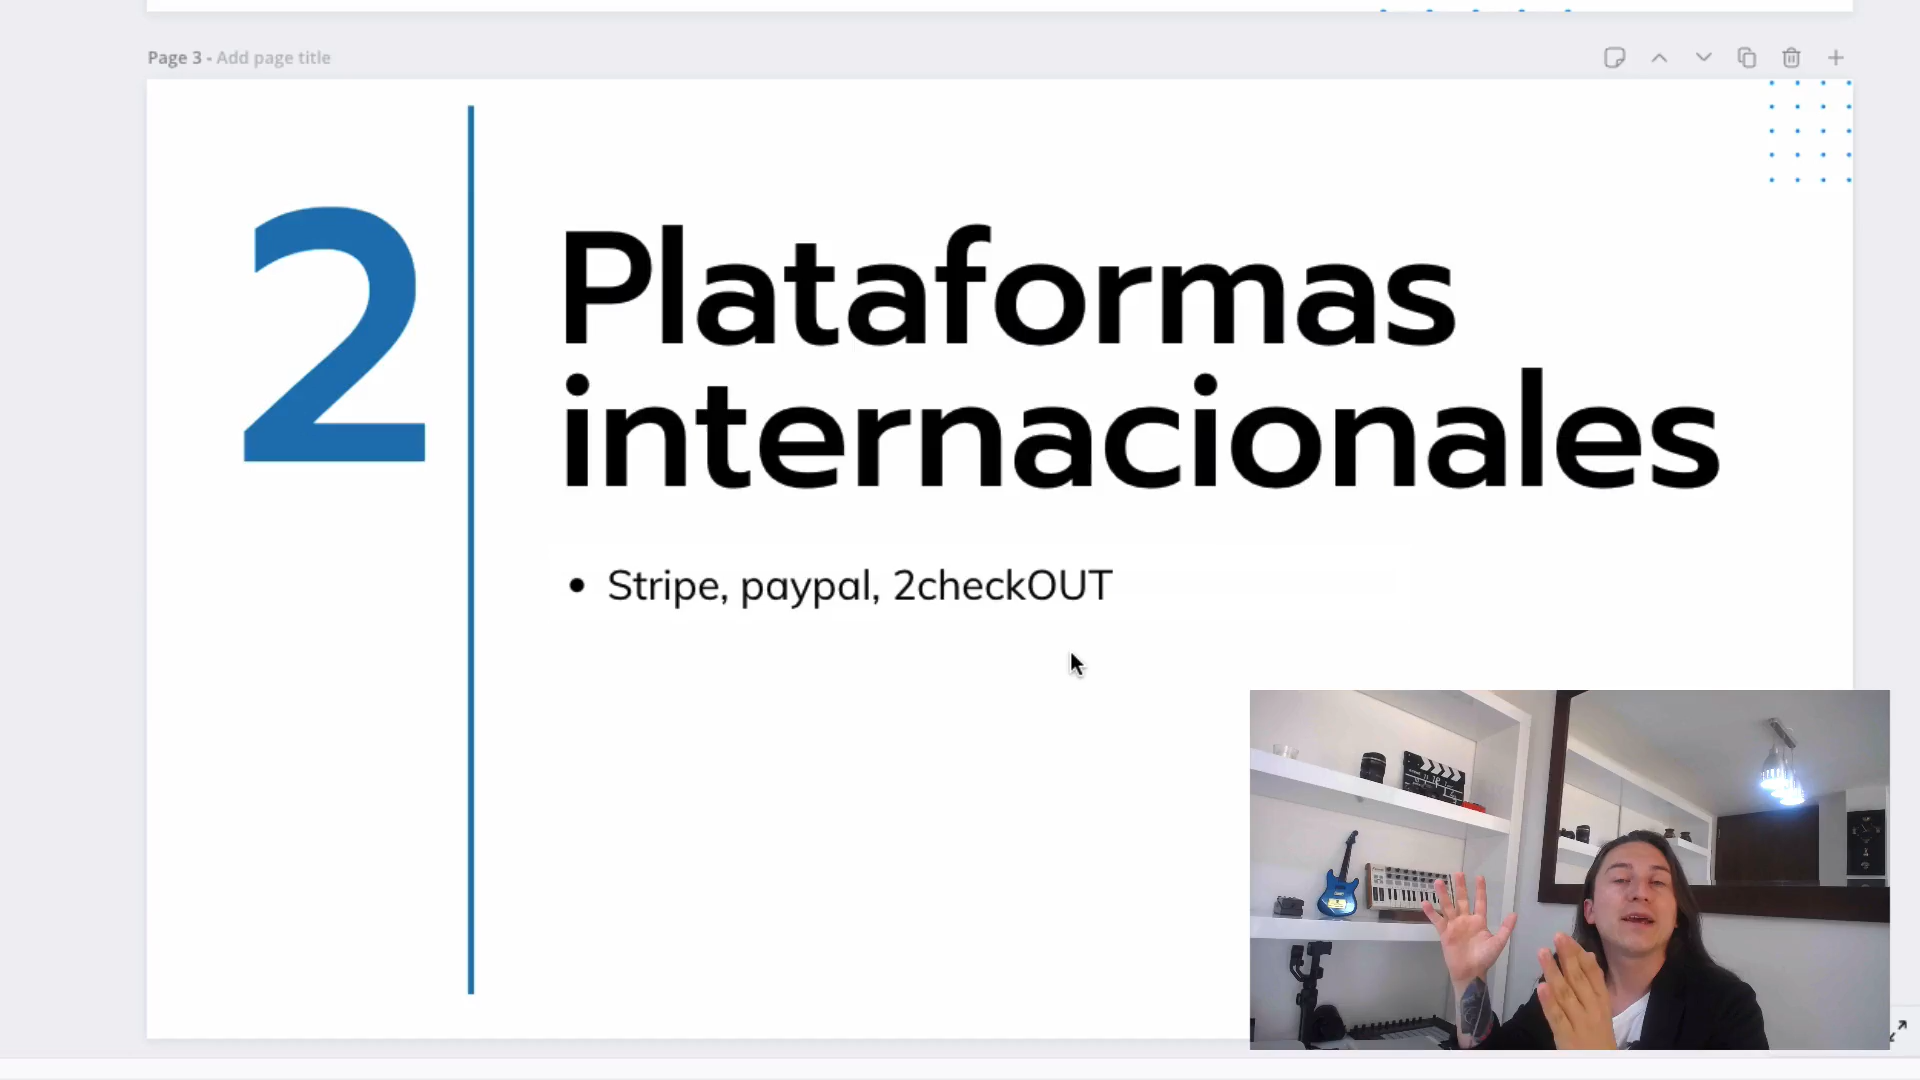 Page 3 - Add page title
2
Plataformas
internacionales
• Stripe, paypal, 2checkOUT